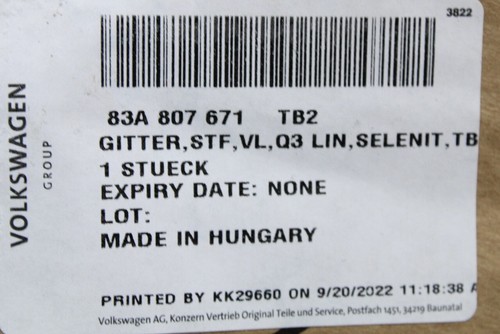 3822
VOLKSWAGEN
GROUP
83A 807 671 TB2
GITTER,STF,VL,Q3 LIN,SELENIT,TB
1 STUECK
EXPIRY DATE: NONE
LOT:
MADE IN HUNGARY
PRINTED BY KK29660 ON 9/20/2022 11:18:38 A
Volkswagen AG, Konzern Vertrieb Original Teile und Service, Postfach 1451, 34219 Baunatal